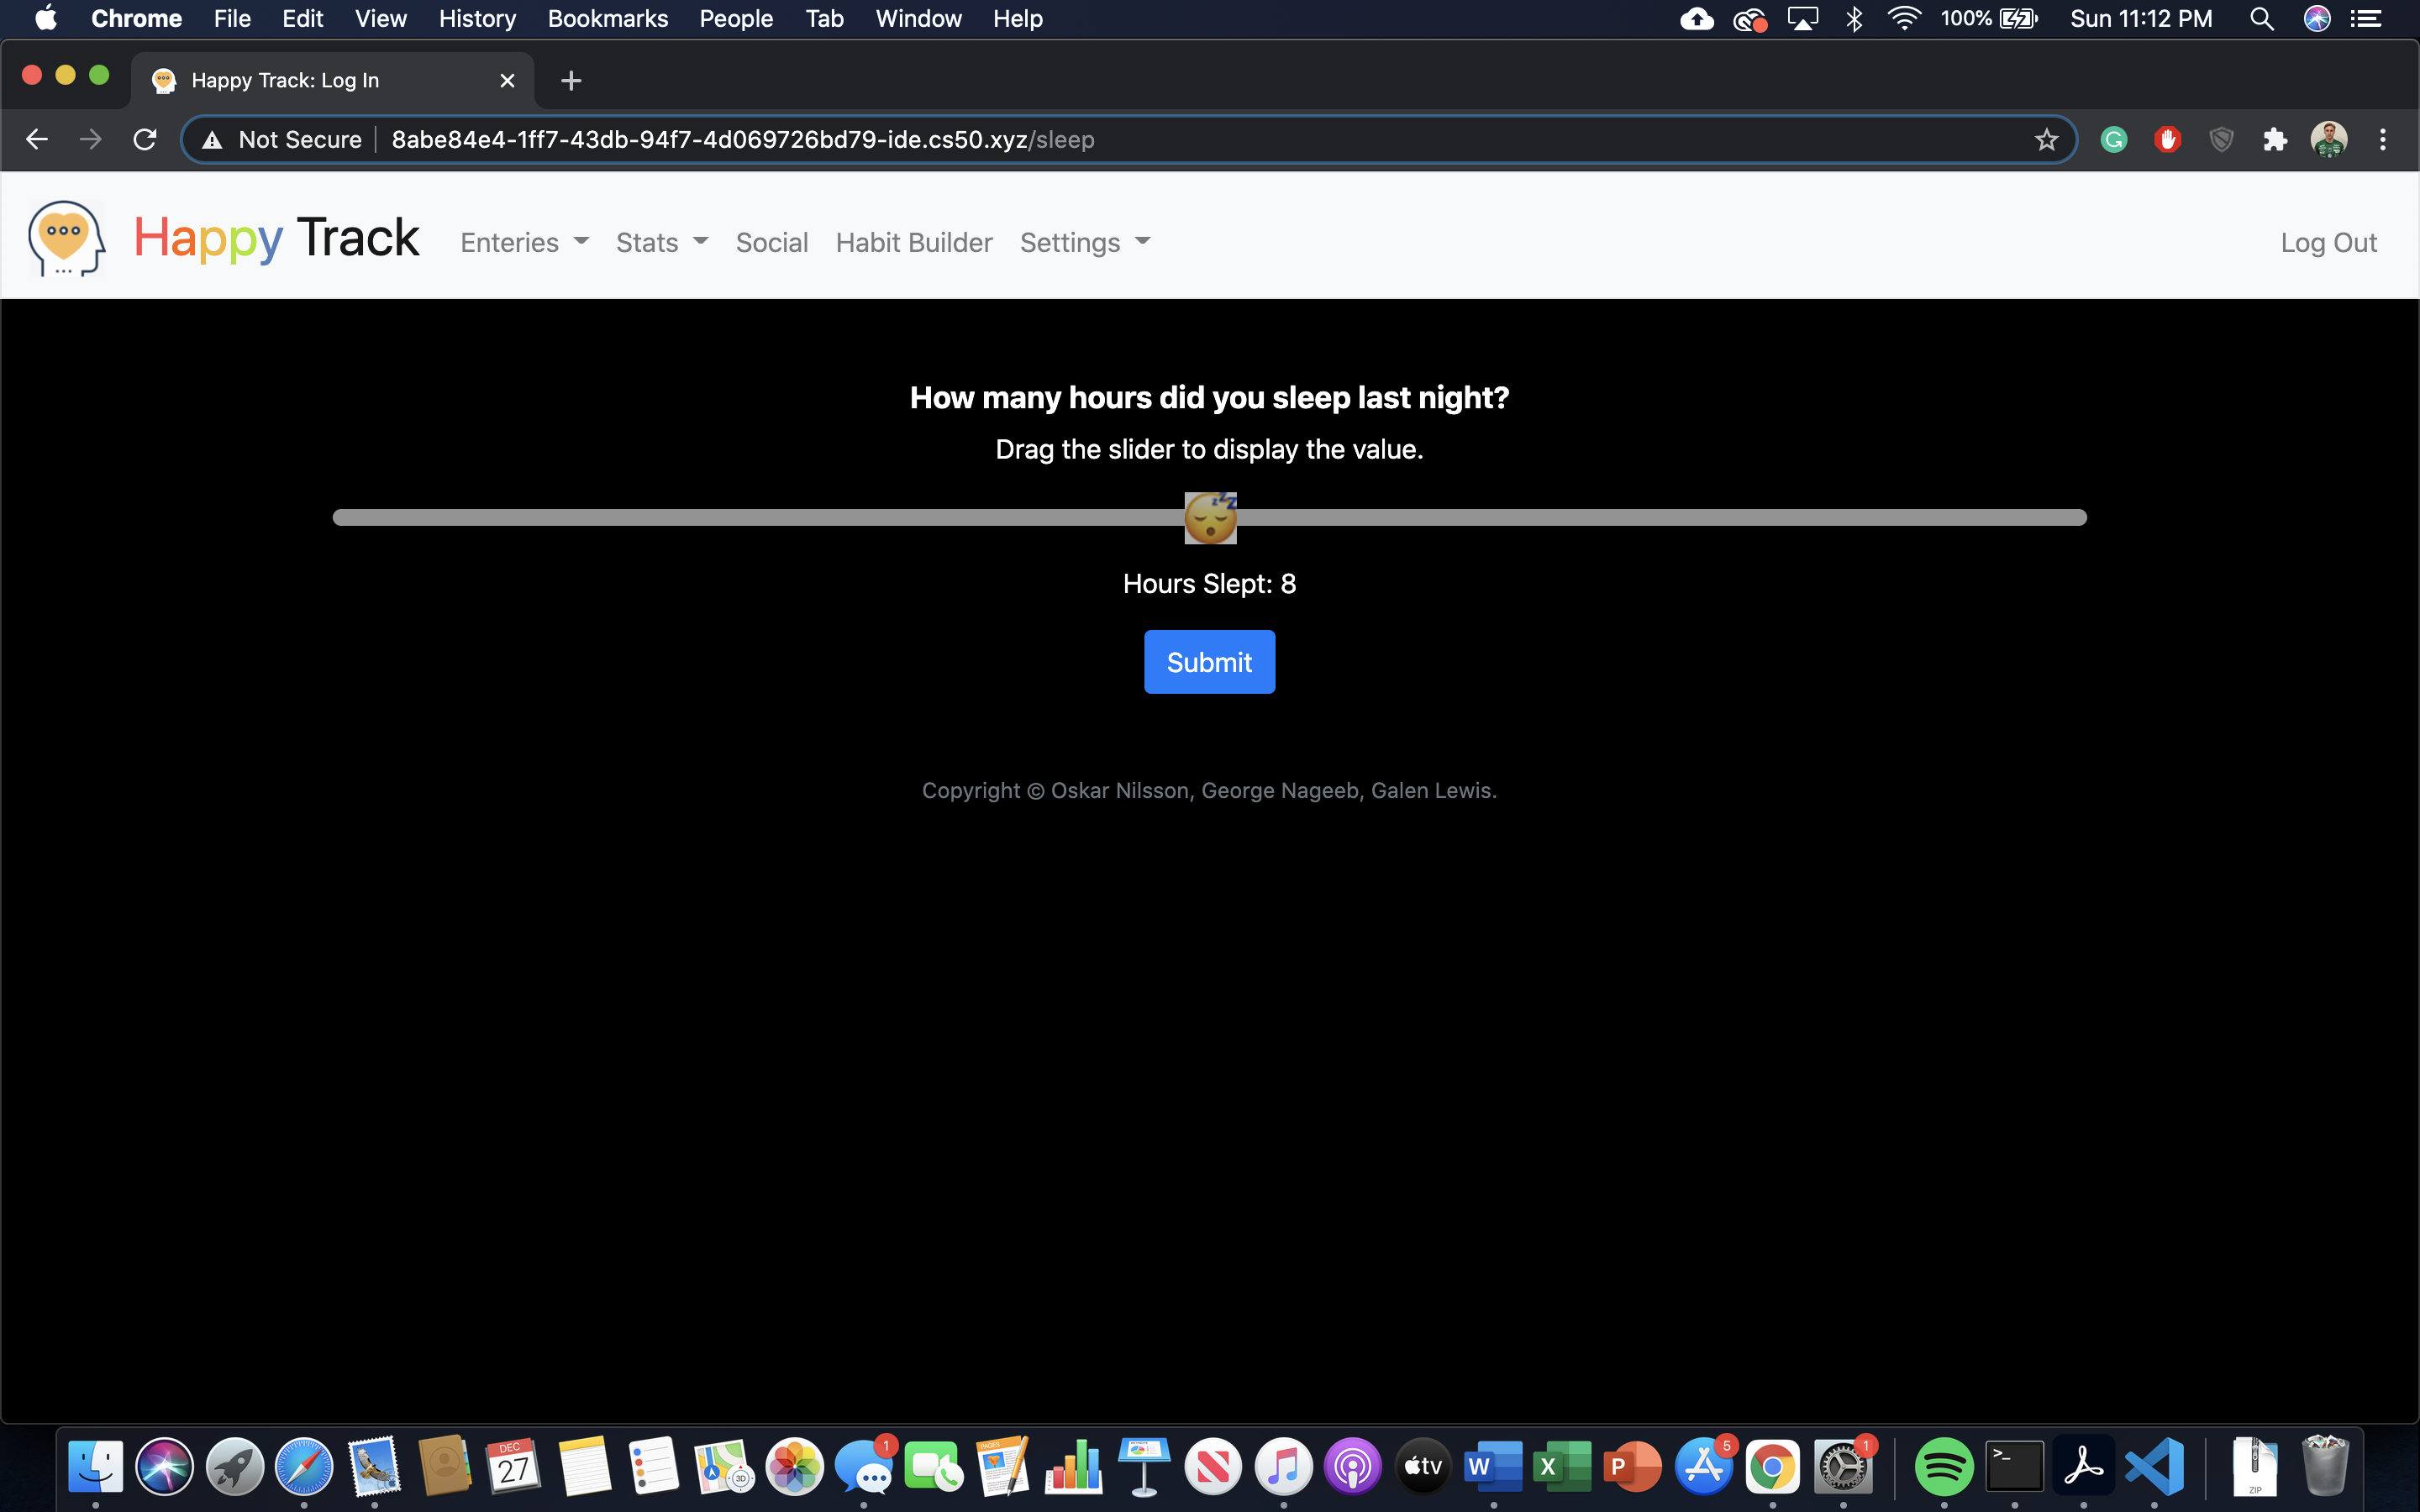 Chrome File Edit View History Bookmarks People Tab Window Help 100% Sun 11:12 PM
Happy Track: Log In
Not Secure 8abe84e4-1ff7-43db-94f7-4d069726bd79-ide.cs50.xyz/sleep
Happy Track Enteries Stats Social Habit Builder Settings Log Out
How many hours did you sleep last night?
Drag the slider to display the value.
Hours Slept: 8
Submit
Copyright © Oskar Nilsson, George Nageeb, Galen Lewis.
DEC
27
3D
1
PAGES
tv
W
X
P
5
1
>_
ZIP